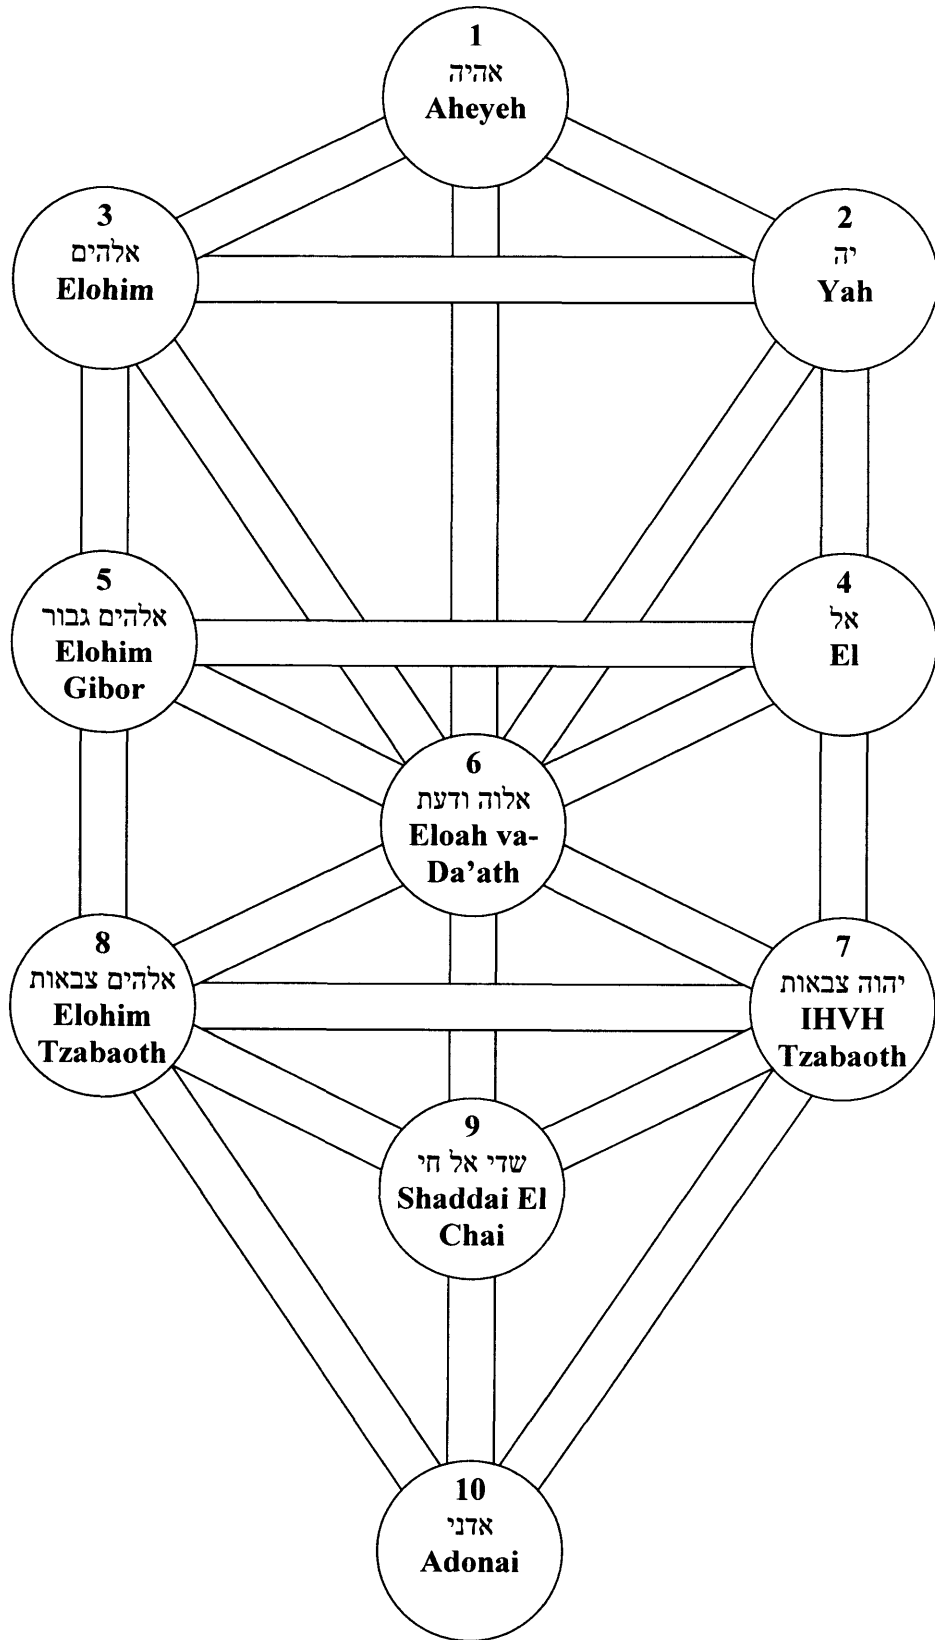 1
אהיה
Aheyeh
3
אלהים
Elohim
2
יה
Yah
5
אלהים גבור
Elohim
Gibor
4
אל
El
6
אלוה ודעת
Eloah va-
Da’ath
8
אלהים צבאות
Elohim
Tzabaoth
7
יהוה צבאות
IHVH
Tzabaoth
9
שדי אל חי
Shaddai El
Chai
10
אדני
Adonai